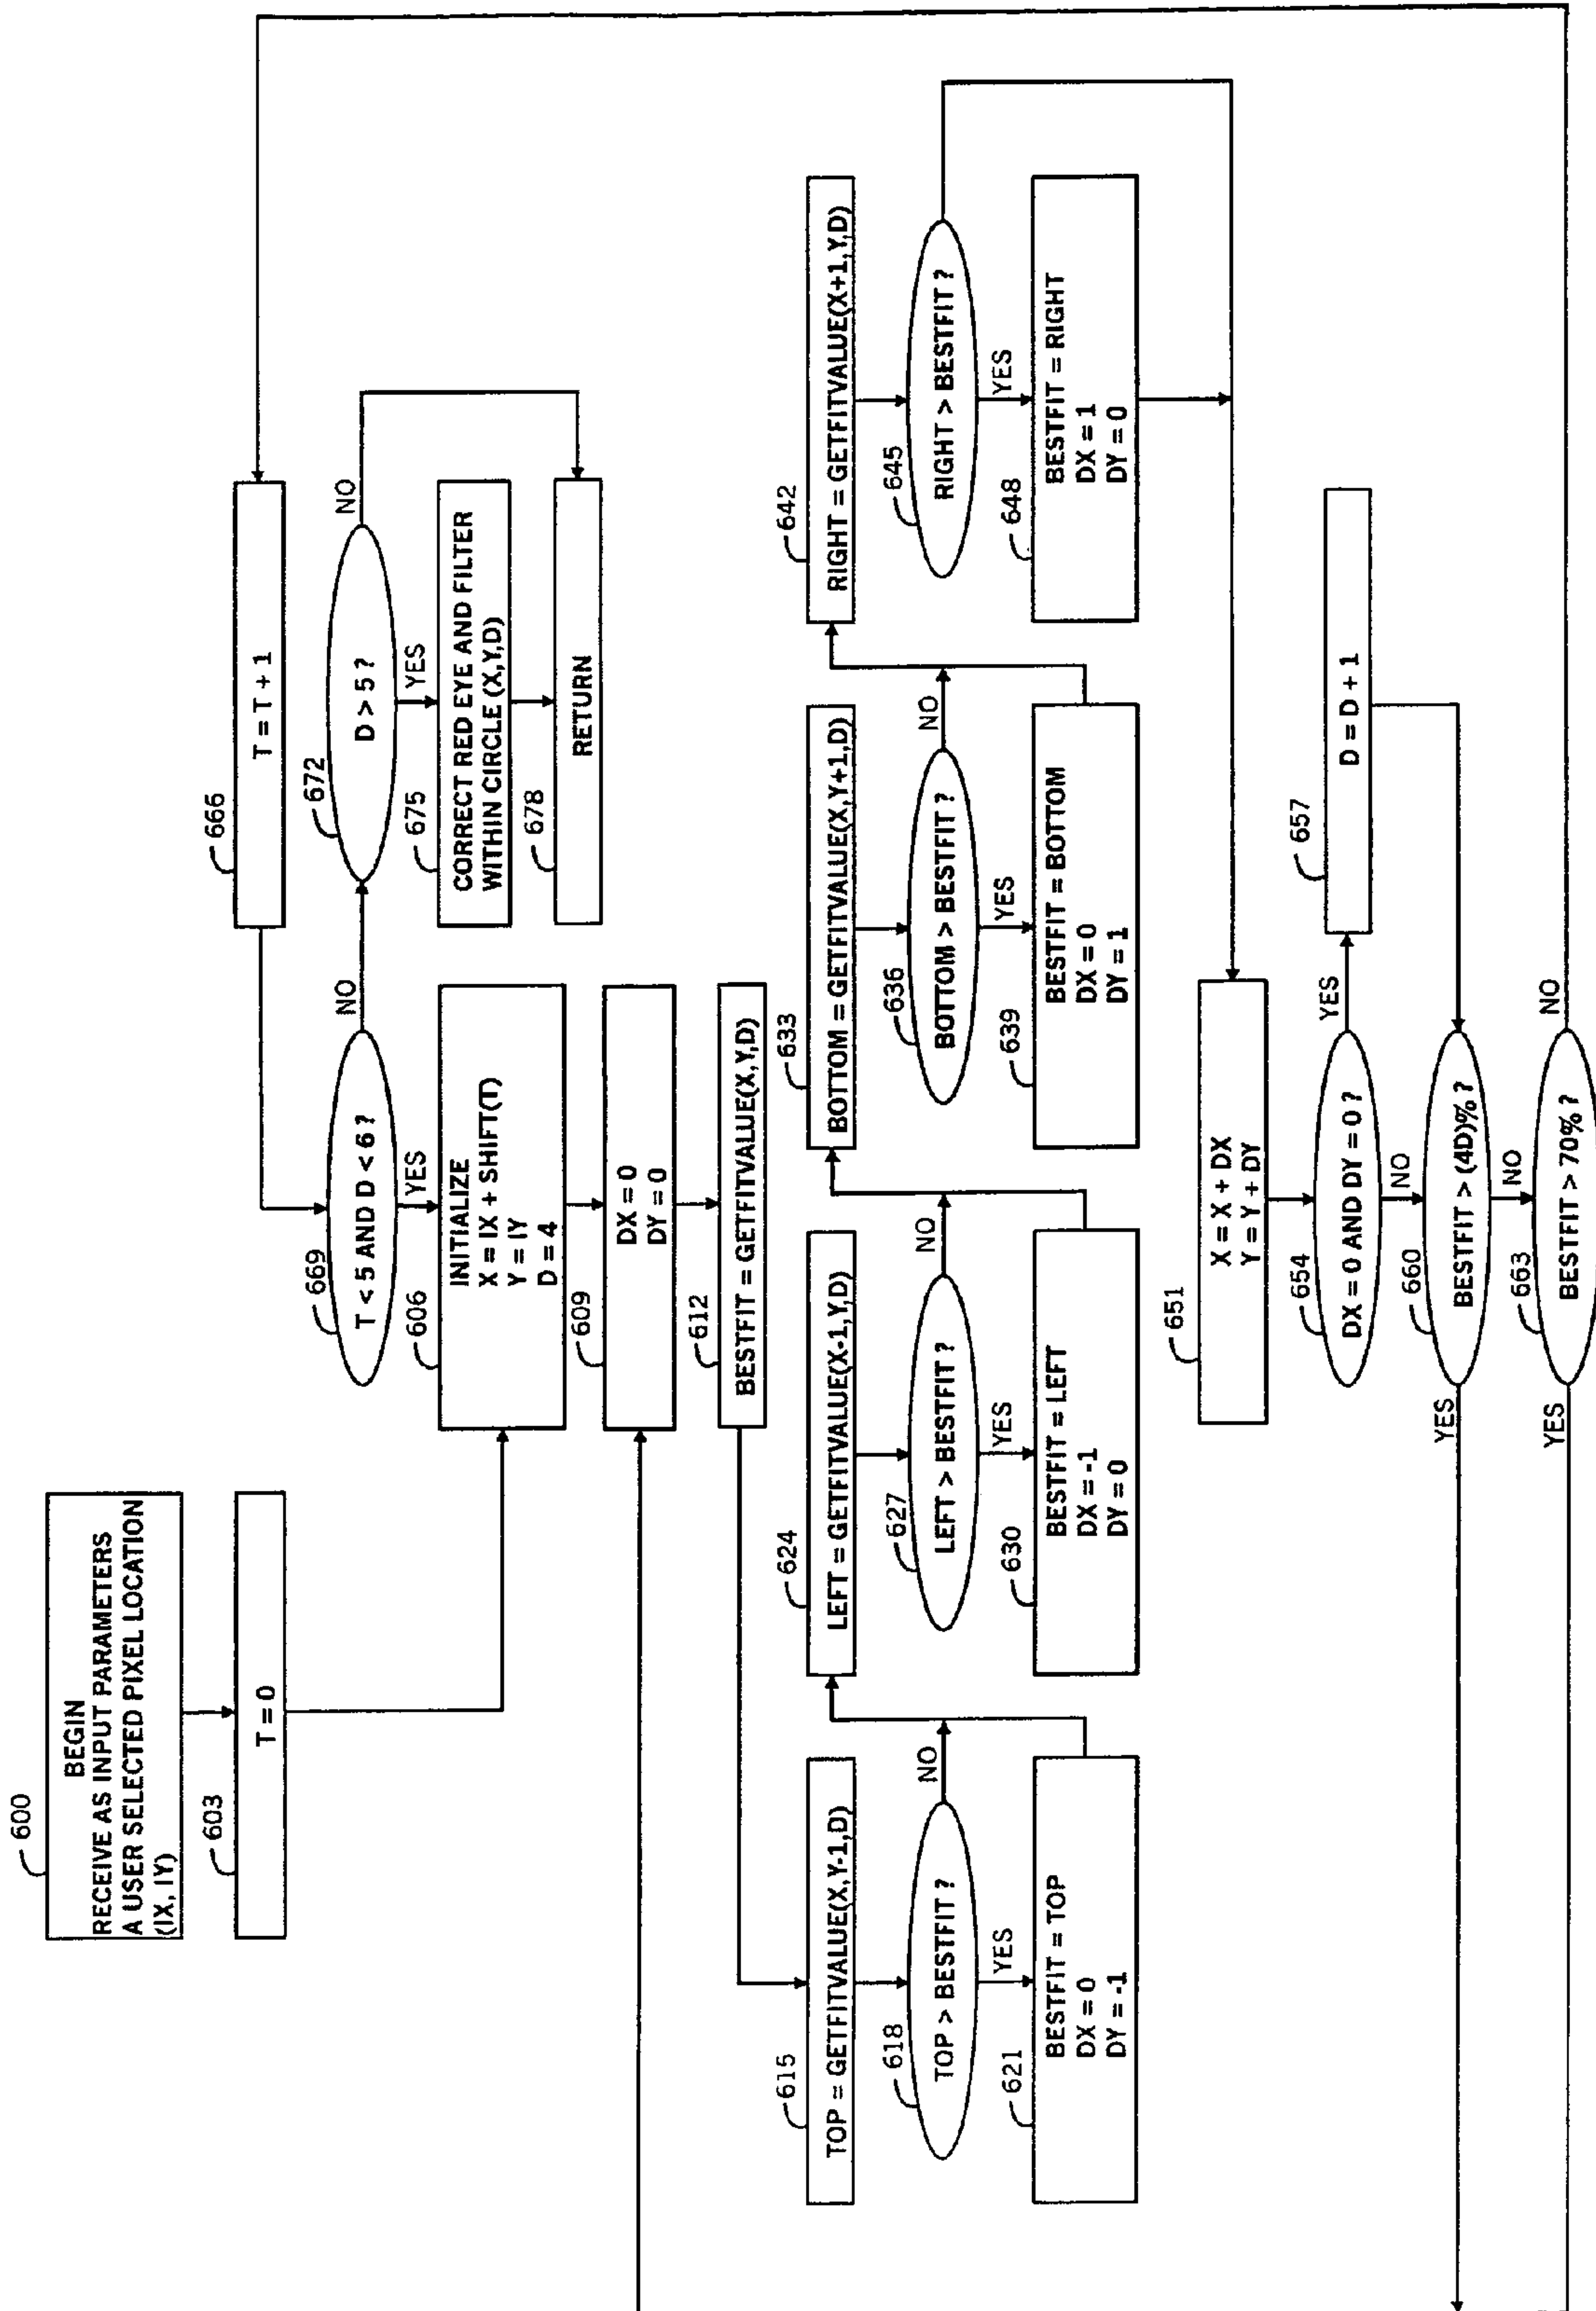 600
BEGIN
RECEIVE AS INPUT PARAMETERS
A USER SELECTED PIXEL LOCATION
(IX, IY)
603
T = 0
666
T = T + 1
669
T < 5 AND D < 6 ?
NO
YES
672
D > 5 ?
NO
YES
675
CORRECT RED EYE AND FILTER
WITHIN CIRCLE (X,Y,D)
678
RETURN
606
INITIALIZE
X = IX + SHIFT(T)
Y = IY
D = 4
609
DX = 0
DY = 0
612
BESTFIT = GETFITVALUE(X,Y,D)
615
TOP = GETFITVALUE(X,Y-1,D)
618
TOP > BESTFIT ?
NO
YES
621
BESTFIT = TOP
DX = 0
DY = -1
624
LEFT = GETFITVALUE(X-1,Y,D)
627
LEFT > BESTFIT ?
NO
YES
630
BESTFIT = LEFT
DX = -1
DY = 0
633
BOTTOM = GETFITVALUE(X,Y+1,D)
636
BOTTOM > BESTFIT ?
NO
YES
639
BESTFIT = BOTTOM
DX = 0
DY = 1
642
RIGHT = GETFITVALUE(X+1,Y,D)
645
RIGHT > BESTFIT ?
YES
648
BESTFIT = RIGHT
DX = 1
DY = 0
651
X = X + DX
Y = Y + DY
654
DX = 0 AND DY = 0 ?
YES
NO
657
D = D + 1
660
BESTFIT > (4D)% ?
YES
NO
663
BESTFIT > 70% ?
YES
NO